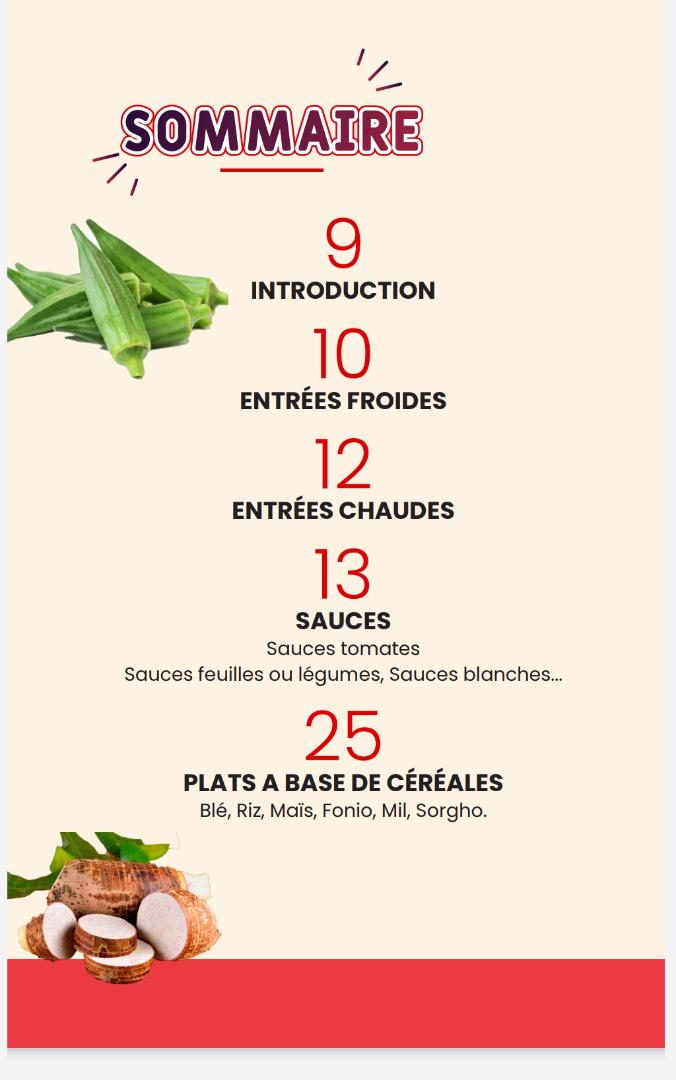 SOMMAIRE
9
INTRODUCTION
10
ENTRÉES FROIDES
12
ENTRÉES CHAUDES
13
SAUCES
Sauces tomates
Sauces feuilles ou légumes, Sauces blanches...
25
PLATS A BASE DE CÉRÉALES
Blé, Riz, Maïs, Fonio, Mil, Sorgho.